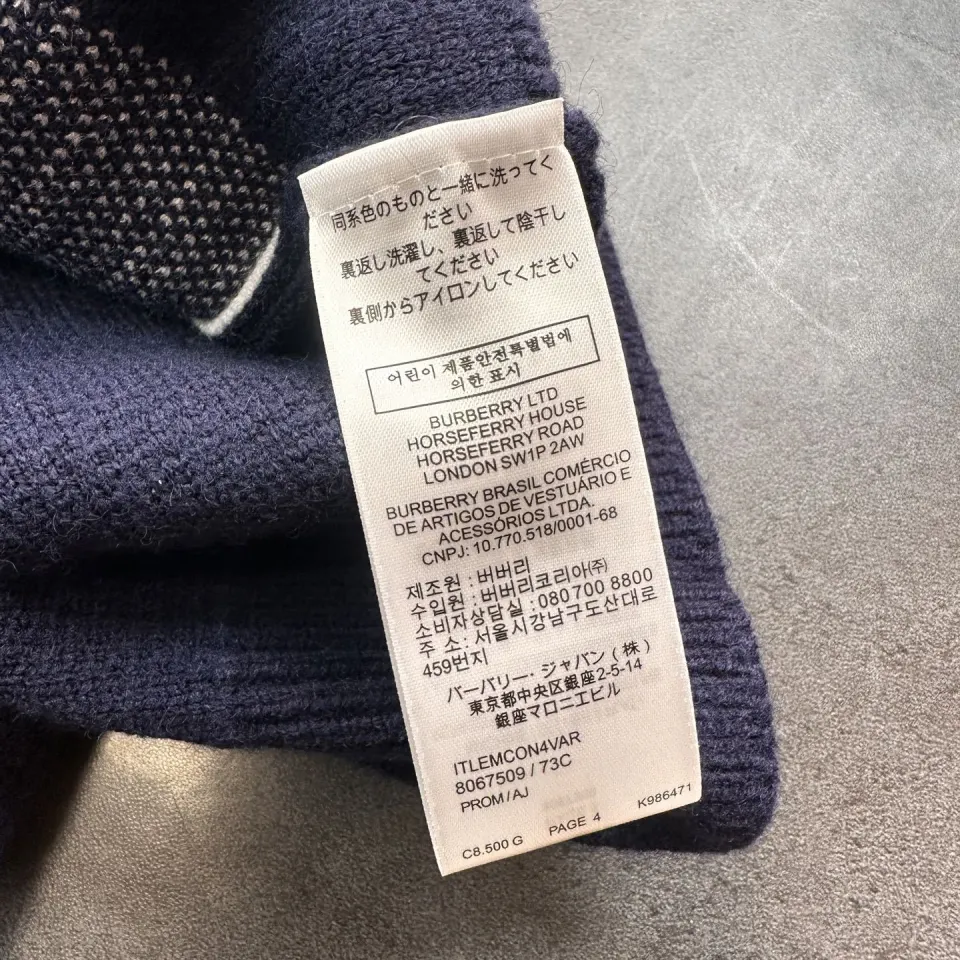 同系色のものと一緒に洗ってく
ださい
裏返し洗濯し、裏返して陰干し
てください
裏側からアイロンしてください
어린이 제품안전특별법에
의한 표시
BURBERRY LTD
HORSEFERRY HOUSE
HORSEFERRY ROAD
LONDON SW1P 2AW
BURBERRY BRASIL COMÉRCIO
DE ARTIGOS DE VESTUÁRIO E
ACESSÓRIOS LTDA.
CNPJ: 10.770.518/0001-68
제조원 : 버버리
수입원 : 버버리코리아(주)
소비자상담실 : 080 700 8800
주 소: 서울시강남구도산대로
459번지
バーバリー・ジャパン(株)
東京都中央区銀座2-5-14
銀座マロニエビル
ITLEMCON4VAR
8067509 / 73C
PROM / AJ
C8.500 G PAGE 4 K986471